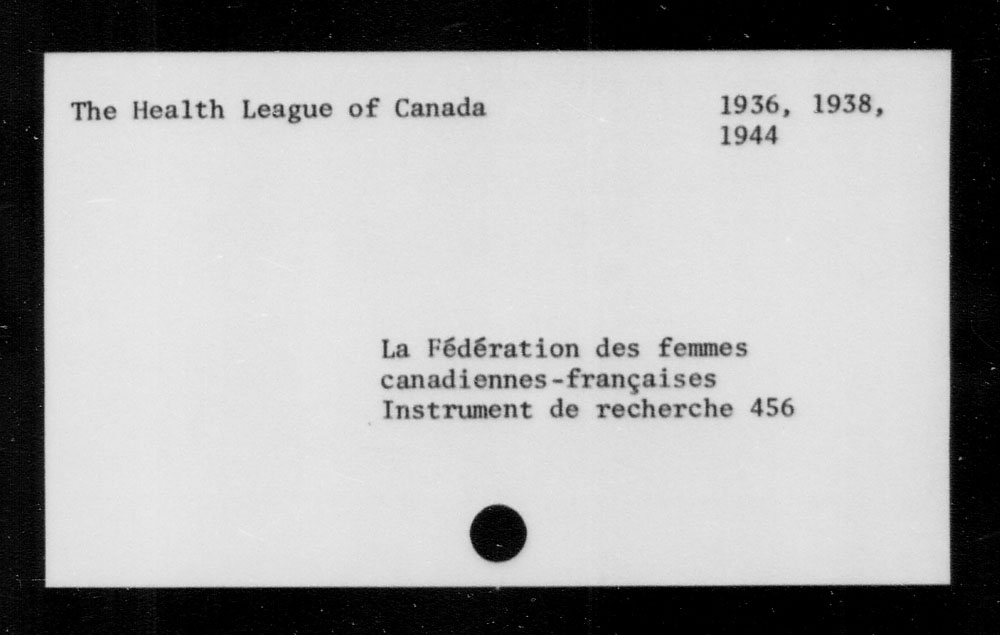 The Health League of Canada 1936, 1938,
1944
La Fédération des femmes
canadiennes-françaises
Instrument de recherche 456